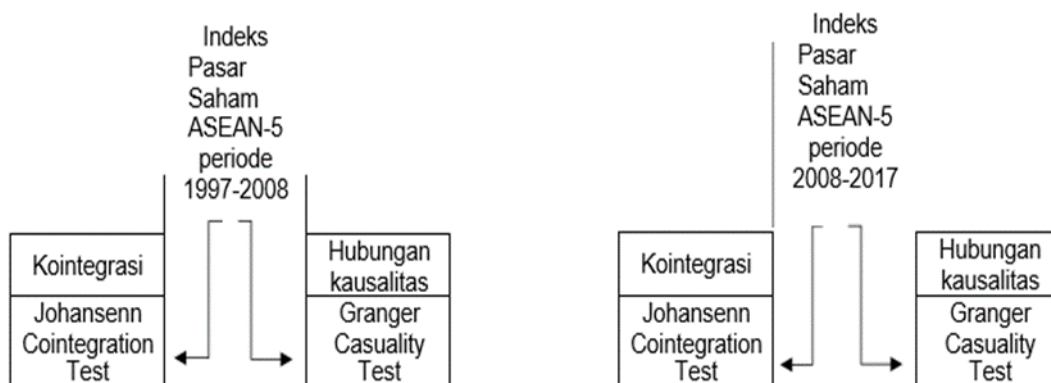 Indeks
Pasar
Saham
ASEAN-5
periode
1997-2008
Kointegrasi
Johansenn
Cointegration
Test
Hubungan
kausalitas
Granger
Casuality
Test
Indeks
Pasar
Saham
ASEAN-5
periode
2008-2017
Kointegrasi
Johansenn
Cointegration
Test
Hubungan
kausalitas
Granger
Casuality
Test